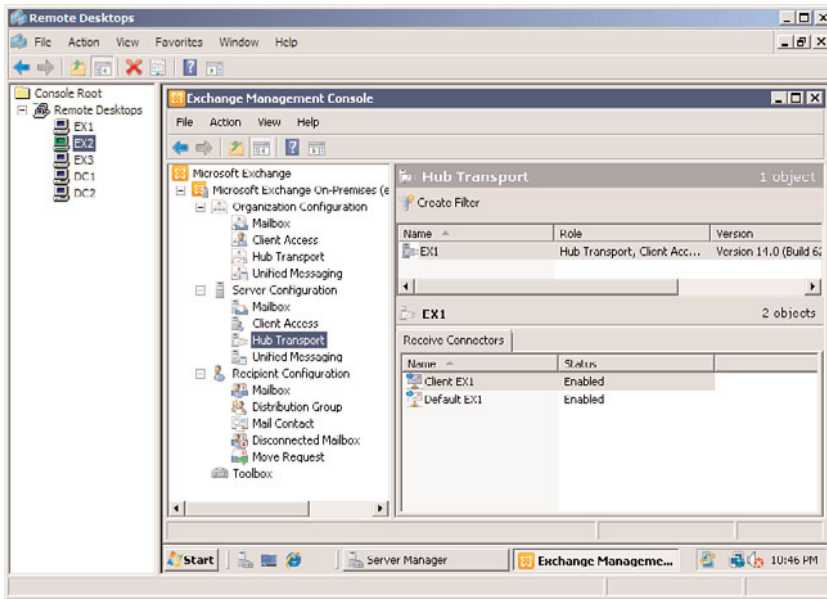 Remote Desktops
File Action View Favorites Window Help
Console Root
Remote Desktops
EX1
EX2
EX3
DC1
DC2
Exchange Management Console
File Action View Help
Microsoft Exchange
Microsoft Exchange On-Premises (e
Organization Configuration
Mailbox
Client Access
Hub Transport
Unified Messaging
Server Configuration
Mailbox
Client Access
Hub Transport
Unified Messaging
Recipient Configuration
Mailbox
Distribution Group
Mail Contact
Disconnected Mailbox
Move Request
Toolbox
Hub Transport 1 object
Create Filter
Name Role Version
EX1 Hub Transport, Client Acc... Version 14.0 (Build 6
EX1 2 objects
Receive Connectors
Name Status
Client EX1 Enabled
Default EX1 Enabled
Start Server Manager Exchange Manageme... 10:46 PM